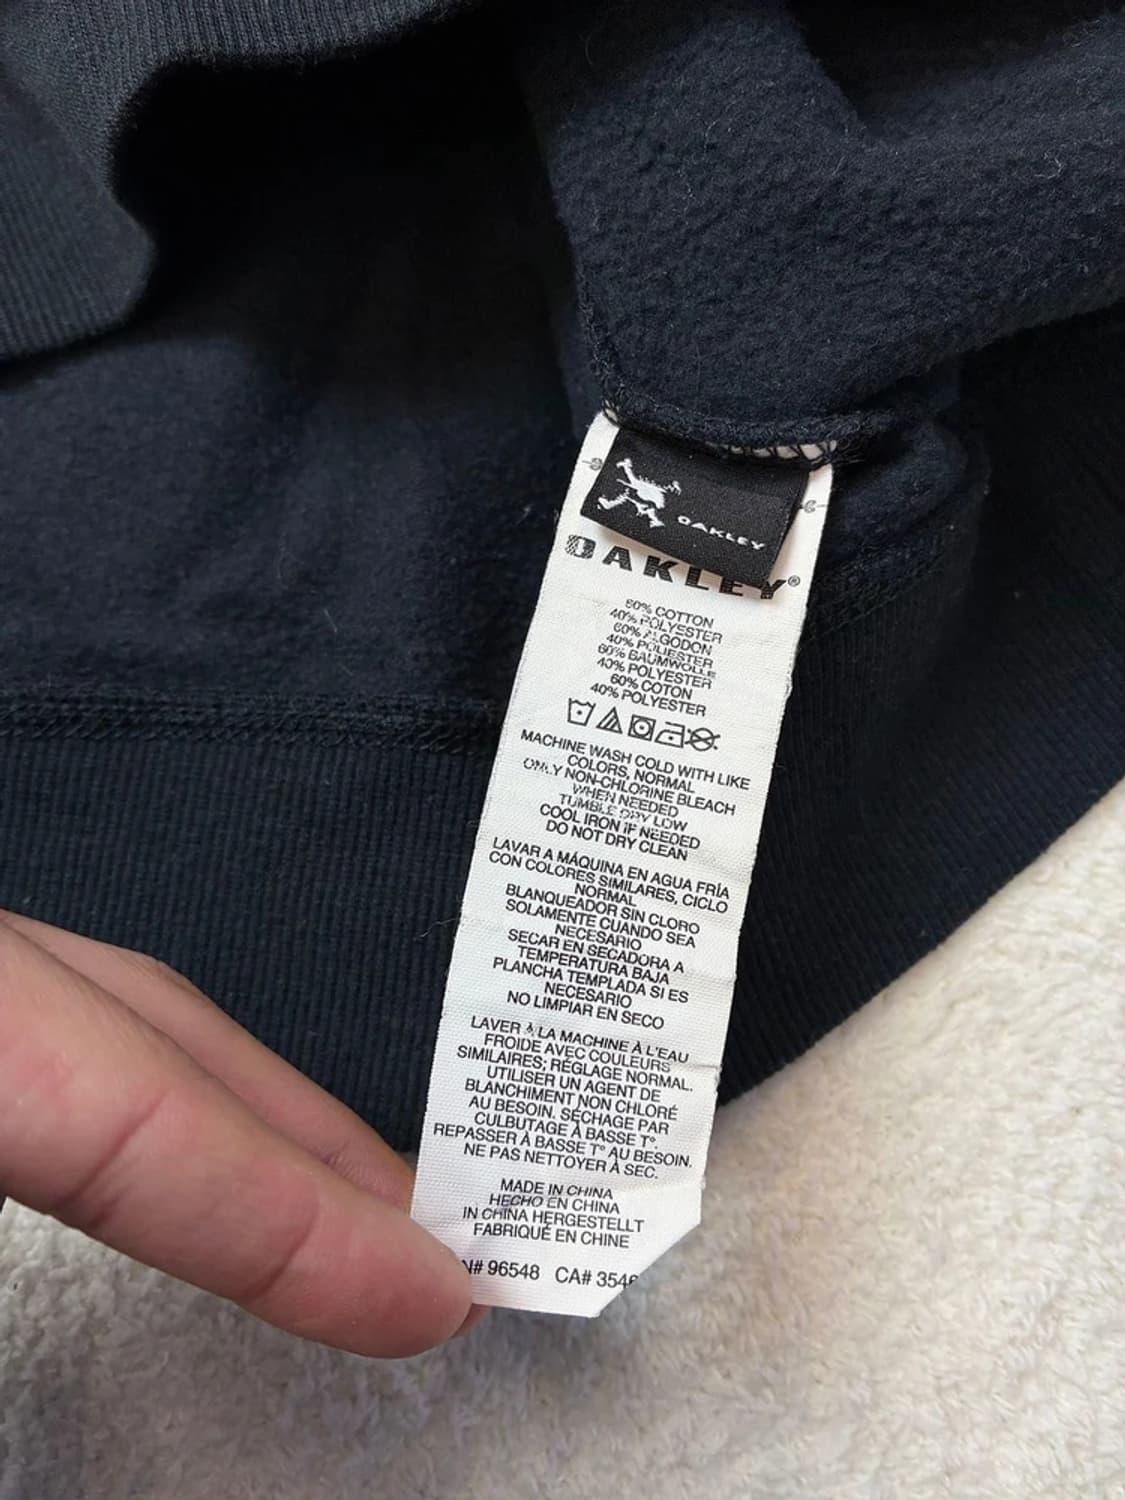 OAKLEY
OAKLEY®
60% COTTON
40% POLYESTER
60% ALGODON
40% POLIESTER
60% BAUMWOLLE
40% POLYESTER
60% COTON
40% POLYESTER
MACHINE WASH COLD WITH LIKE
COLORS, NORMAL
ONLY NON-CHLORINE BLEACH
WHEN NEEDED
TUMBLE DRY LOW
COOL IRON IF NEEDED
DO NOT DRY CLEAN
LAVAR A MÁQUINA EN AGUA FRÍA
CON COLORES SIMILARES, CICLO
NORMAL
BLANQUEADOR SIN CLORO
SOLAMENTE CUANDO SEA
NECESARIO
SECAR EN SECADORA A
TEMPERATURA BAJA
PLANCHA TEMPLADA SI ES
NECESARIO
NO LIMPIAR EN SECO
LAVER À LA MACHINE À L'EAU
FROIDE AVEC COULEURS
SIMILAIRES; RÉGLAGE NORMAL.
UTILISER UN AGENT DE
BLANCHIMENT NON CHLORÉ
AU BESOIN. SÉCHAGE PAR
CULBUTAGE À BASSE T°.
REPASSER À BASSE T° AU BESOIN.
NE PAS NETTOYER À SEC.
MADE IN CHINA
HECHO EN CHINA
IN CHINA HERGESTELLT
FABRIQUÉ EN CHINE
N# 96548 CA# 354